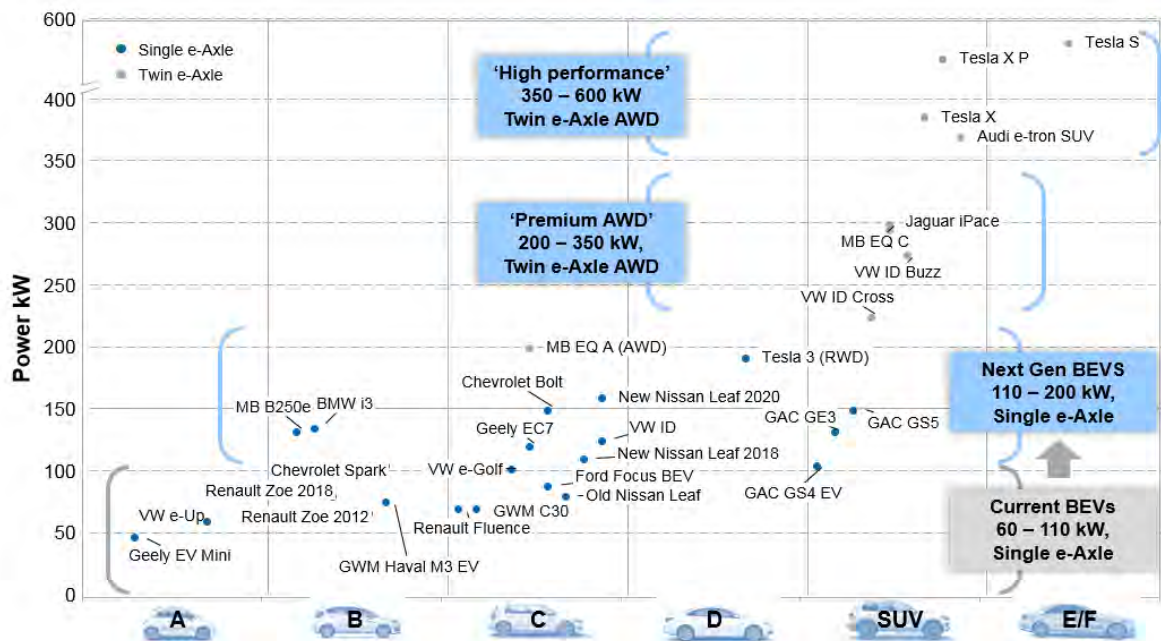 600
Single e-Axle
Twin e-Axle
Tesla S
Tesla X P
'High performance'
350 – 600 kW
Twin e-Axle AWD
400
Tesla X
Audi e-tron SUV
350
'Premium AWD'
200 – 350 kW,
Twin e-Axle AWD
300
Jaguar iPace
MB EQ C
VW ID Buzz
250
VW ID Cross
Power kW
200
MB EQ A (AWD)
Tesla 3 (RWD)
Next Gen BEVS
110 – 200 kW,
Single e-Axle
Chevrolet Bolt
New Nissan Leaf 2020
150
MB B250e
BMW i3
GAC GE3
GAC GS5
Geely EC7
VW ID
New Nissan Leaf 2018
100
Chevrolet Spark
VW e-Golf
Ford Focus BEV
Old Nissan Leaf
GAC GS4 EV
Renault Zoe 2018
VW e-Up
Renault Zoe 2012
GWM C30
Renault Fluence
Current BEVs
60 – 110 kW,
Single e-Axle
50
Geely EV Mini
GWM Haval M3 EV
0
A
B
C
D
SUV
E/F